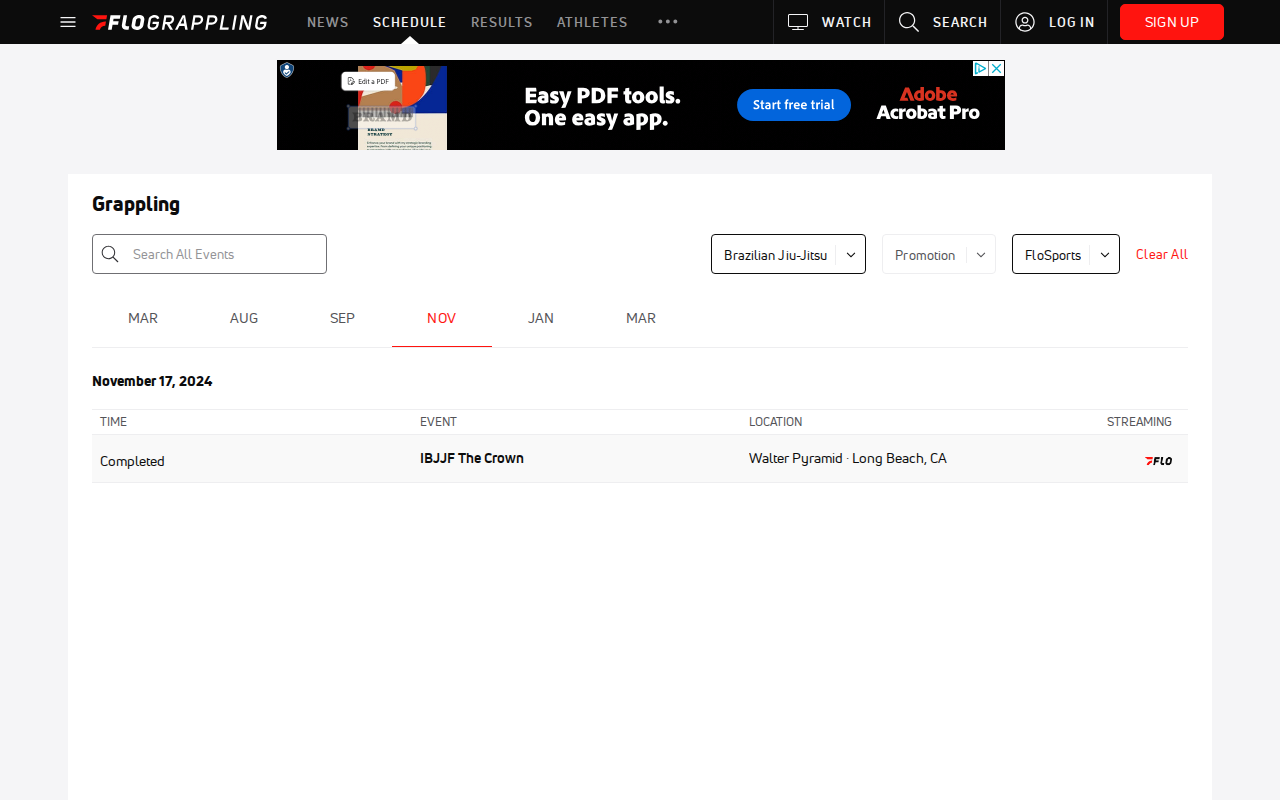 FLOGRAPPLING
NEWS SCHEDULE RESULTS ATHLETES
WATCH SEARCH LOG IN SIGN UP
Edit a PDF
BRAND
BRAND
STRATEGY
Easy PDF tools.
One easy app.
Start free trial
Adobe
Acrobat Pro
Grappling
Search All Events
Brazilian Jiu-Jitsu Promotion FloSports Clear All
MAR AUG SEP NOV JAN MAR
November 17, 2024
TIME EVENT LOCATION STREAMING
Completed IBJJF The Crown Walter Pyramid · Long Beach, CA FLO